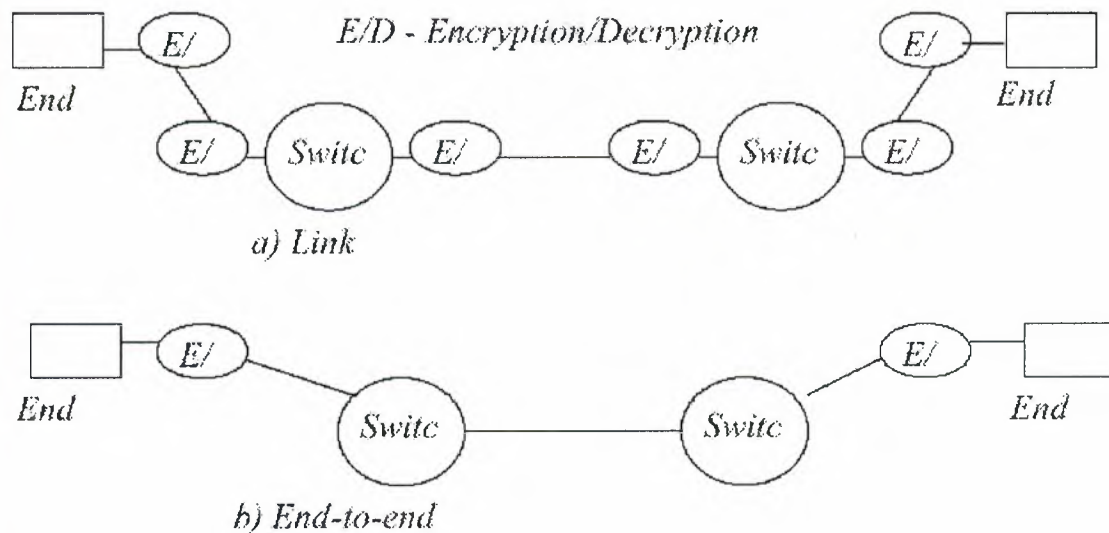 E/ E/D - Encryption/Decryption E/
End End
E/ Switc E/ E/ Switc E/
a) Link
E/ E/
End Switc Switc End
b) End-to-end